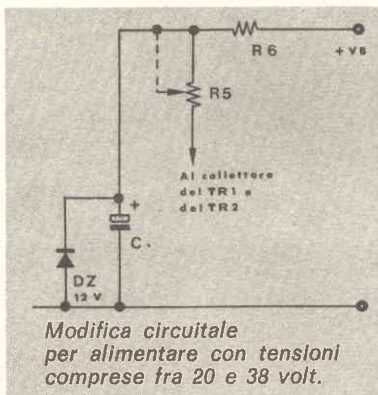 R6
+VB
R5
Al collettore
del TR1 e
del TR2
+
C.
DZ
12 V
Modifica circuitale
per alimentare con tensioni
comprese fra 20 e 38 volt.